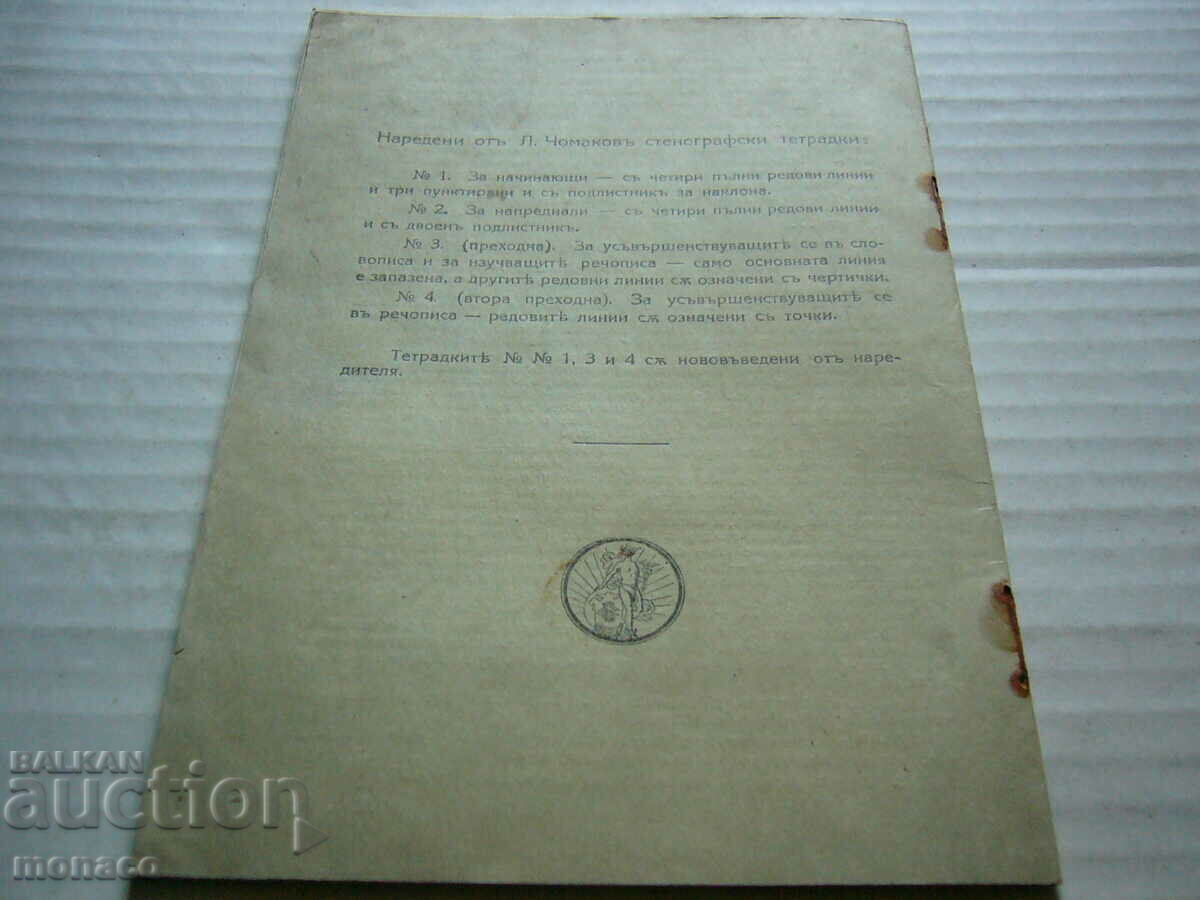 Наредени отъ Л. Чомаковъ стенографски тетрадки:
№ 1. За начинающи — съ четири пълни редови линии
и три пунктирани и съ подлистникъ за наклона.
№ 2. За напреднали — съ четири пълни редови линии
и съ двоенъ подлистникъ.
№ 3. (преходна). За усъвършенствуващитѣ се въ сло-
вописа и за изучващитѣ речописа — само основната линия
е запазена, а другитѣ редовни линии сѫ означени съ чертички.
№ 4. (втора преходна). За усъвършенствуващитѣ се
въ речописа — редовитѣ линии сѫ означени съ точки.
Тетрадкитѣ № № 1, 3 и 4 сѫ нововъведени отъ наре-
дителя.
BALKAN
auction
monaco